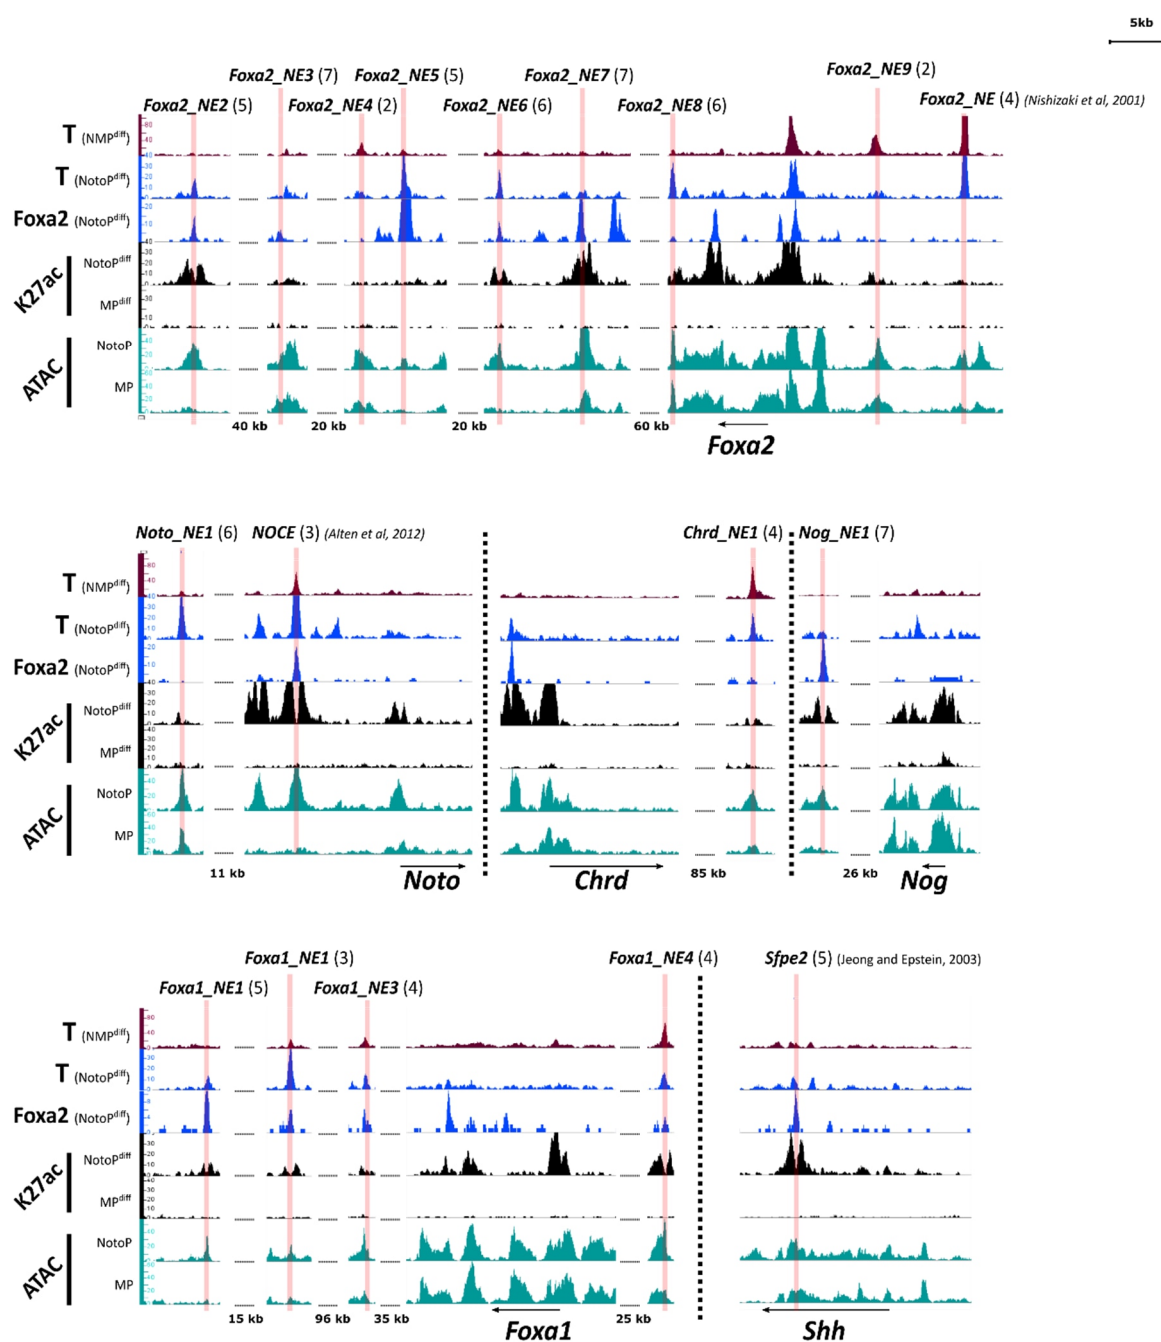 5kb
Foxa2_NE3 (7) Foxa2_NE5 (5) Foxa2_NE7 (7) Foxa2_NE9 (2)
Foxa2_NE2 (5) Foxa2_NE4 (2) Foxa2_NE6 (6) Foxa2_NE8 (6) Foxa2_NE (4) (Nishizaki et al, 2001)
T (NMPdiff)
T (NotoPdiff)
Foxa2 (NotoPdiff)
K27ac
NotoPdiff
MPdiff
ATAC
NotoP
MP
40 kb 20 kb 20 kb 60 kb
Foxa2
Noto_NE1 (6) NOCE (3) (Alten et al, 2012) Chrd_NE1 (4) Nog_NE1 (7)
T (NMPdiff)
T (NotoPdiff)
Foxa2 (NotoPdiff)
K27ac
NotoPdiff
MPdiff
ATAC
NotoP
MP
11 kb 85 kb 26 kb
Noto Chrd Nog
Foxa1_NE1 (3) Foxa1_NE4 (4) Sfpe2 (5) (Jeong and Epstein, 2003)
Foxa1_NE1 (5) Foxa1_NE3 (4)
T (NMPdiff)
T (NotoPdiff)
Foxa2 (NotoPdiff)
K27ac
NotoPdiff
MPdiff
ATAC
NotoP
MP
15 kb 96 kb 35 kb 25 kb
Foxa1 Shh